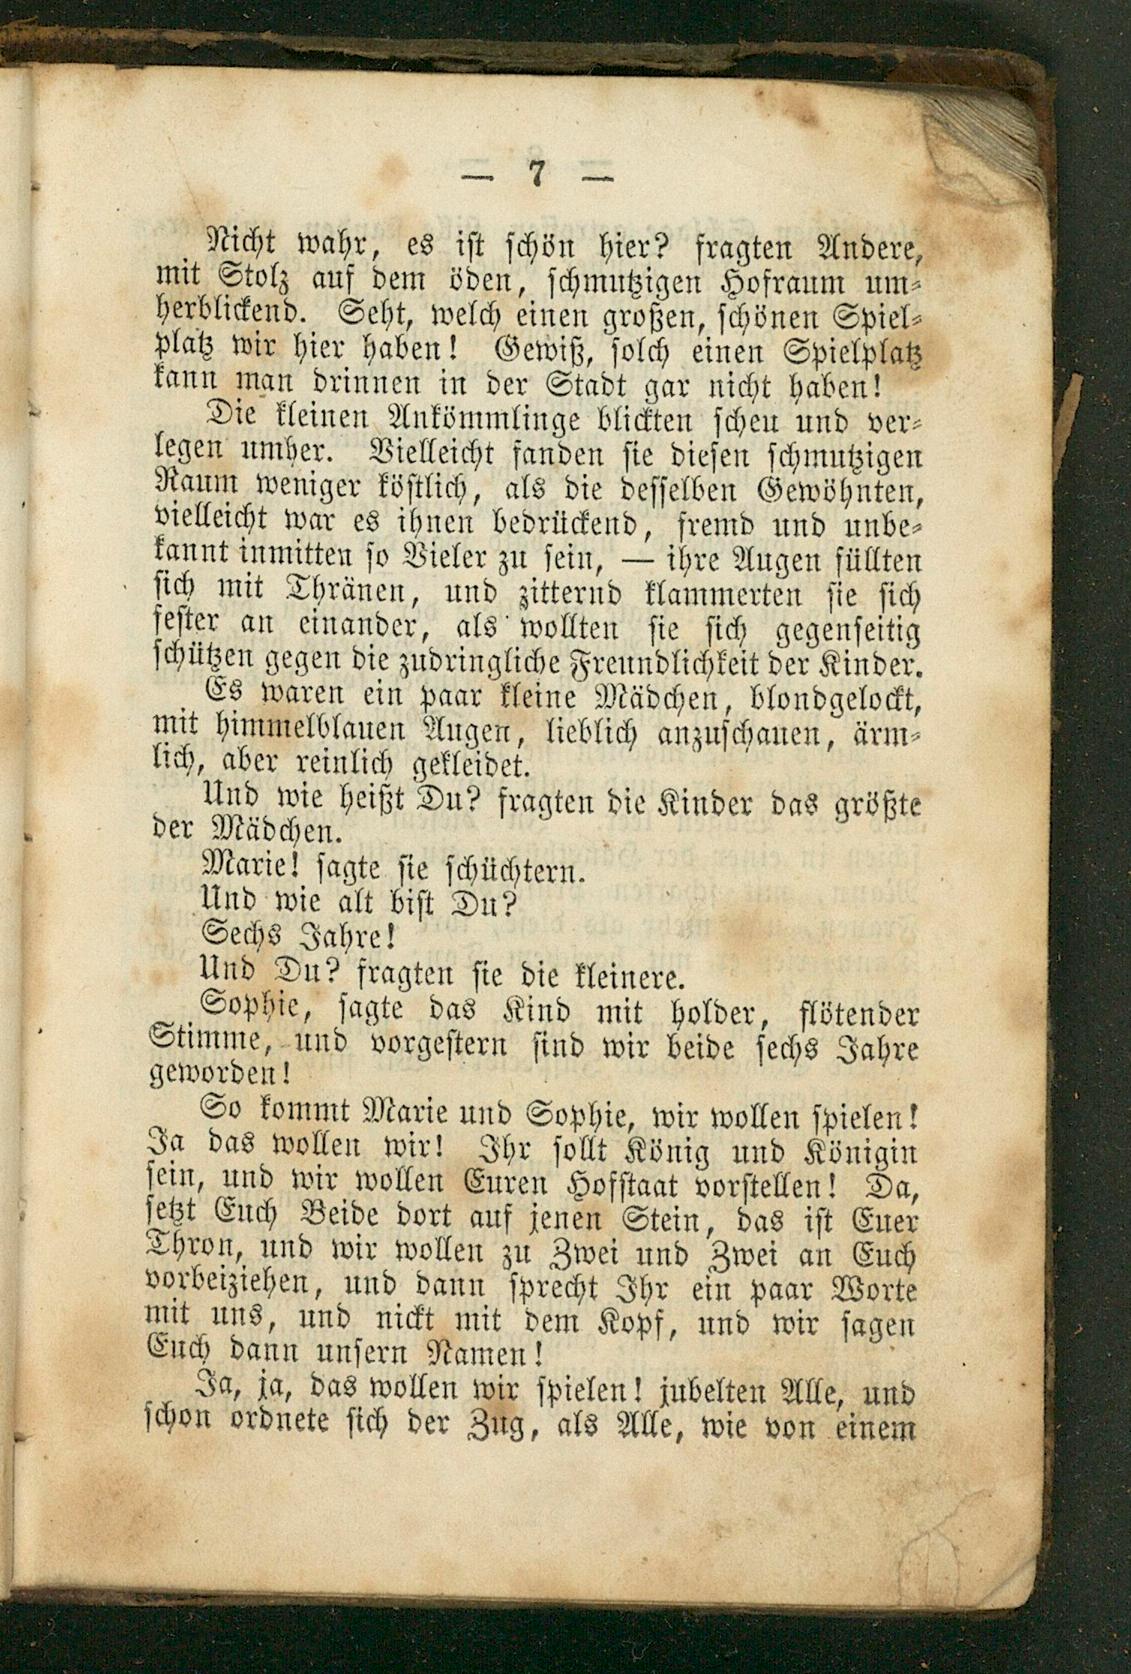 — 7 —
Nicht wahr, es ist schön hier? fragten Andere,
mit Stolz auf dem öden, schmutzigen Hofraum um-
herblickend. Seht, welch einen großen, schönen Spiel-
platz wir hier haben! Gewiß, solch einen Spielplatz
kann man drinnen in der Stadt gar nicht haben!
Die kleinen Ankömmlinge blickten scheu und ver-
legen umher. Vielleicht fanden sie diesen schmutzigen
Raum weniger köstlich, als die desselben Gewöhnten,
vielleicht war es ihnen bedrückend, fremd und unbe-
kannt inmitten so Vieler zu sein, — ihre Augen füllten
sich mit Thränen, und zitternd klammerten sie sich
fester an einander, als wollten sie sich gegenseitig
schützen gegen die zudringliche Freundlichkeit der Kinder.
Es waren ein paar kleine Mädchen, blondgelockt,
mit himmelblauen Augen, lieblich anzuschauen, ärm-
lich, aber reinlich gekleidet.
Und wie heißt Du? fragten die Kinder das größte
der Mädchen.
Marie! sagte sie schüchtern.
Und wie alt bist Du?
Sechs Jahre!
Und Du? fragten sie die kleinere.
Sophie, sagte das Kind mit holder, flötender
Stimme, und vorgestern sind wir beide sechs Jahre
geworden!
So kommt Marie und Sophie, wir wollen spielen!
Ja das wollen wir! Ihr sollt König und Königin
sein, und wir wollen Euren Hofstaat vorstellen! Da,
setzt Euch Beide dort auf jenen Stein, das ist Euer
Thron, und wir wollen zu Zwei und Zwei an Euch
vorbeiziehen, und dann sprecht Ihr ein paar Worte
mit uns, und nickt mit dem Kopf, und wir sagen
Euch dann unsern Namen!
Ja, ja, das wollen wir spielen! jubelten Alle, und
schon ordnete sich der Zug, als Alle, wie von einem